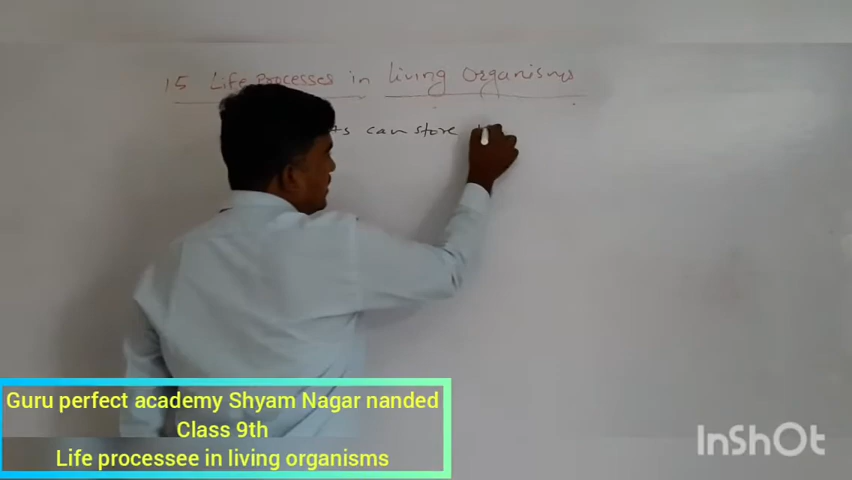 15 Life Processes in living Organisms
can store
Guru perfect academy Shyam Nagar nanded
Class 9th
Life processee in living organisms
InShOt